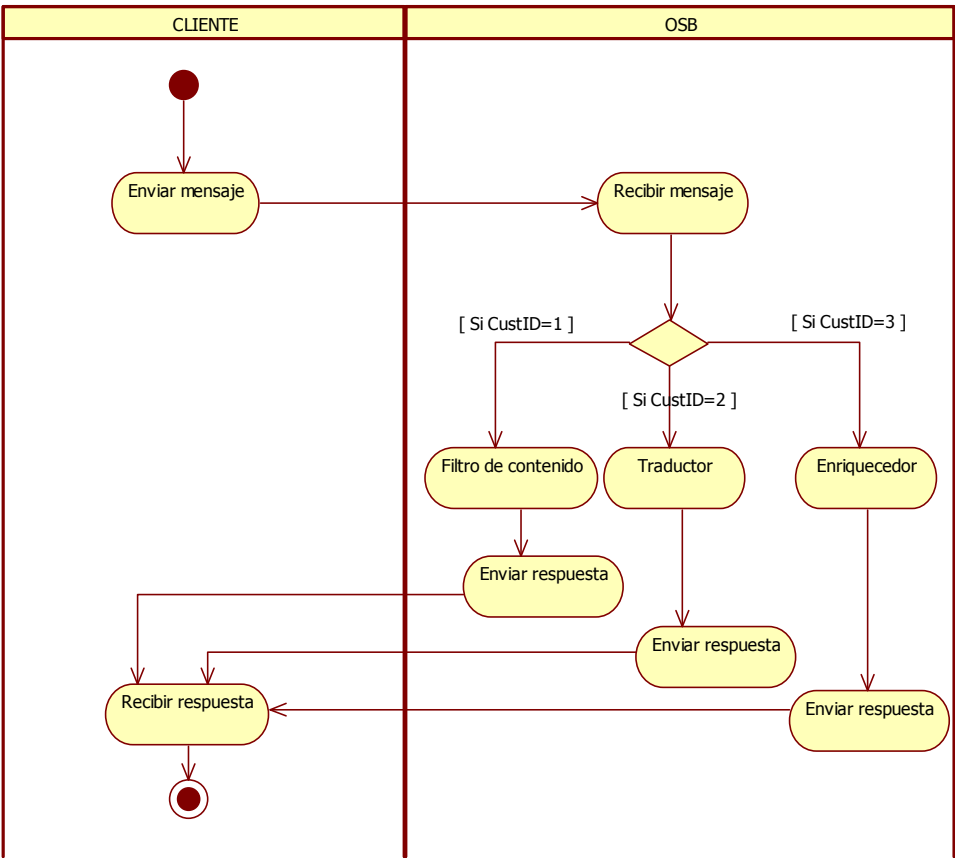 CLIENTE
OSB
Enviar mensaje
Recibir mensaje
[ Si CustID=1 ]
[ Si CustID=3 ]
[ Si CustID=2 ]
Filtro de contenido
Traductor
Enriquecedor
Enviar respuesta
Enviar respuesta
Recibir respuesta
Enviar respuesta